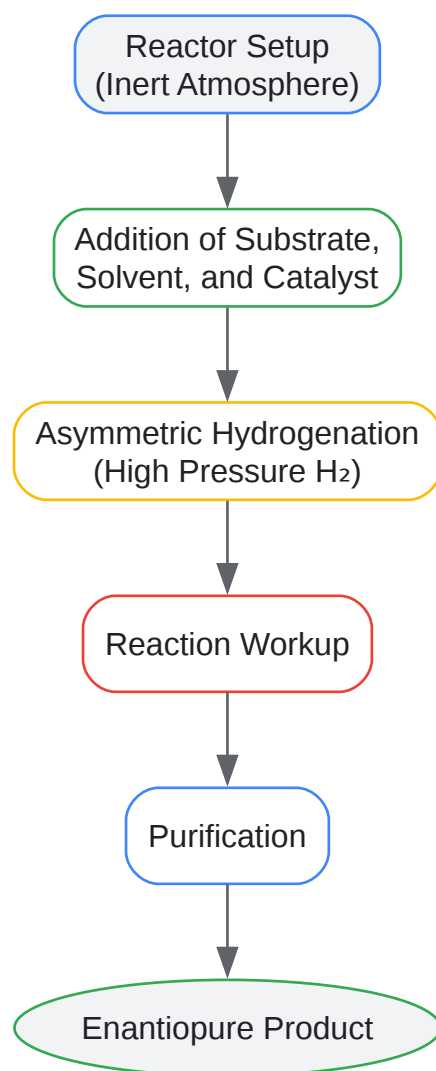 Reactor Setup
(Inert Atmosphere)
Addition of Substrate,
Solvent, and Catalyst
Asymmetric Hydrogenation
(High Pressure H₂)
Reaction Workup
Purification
Enantiopure Product